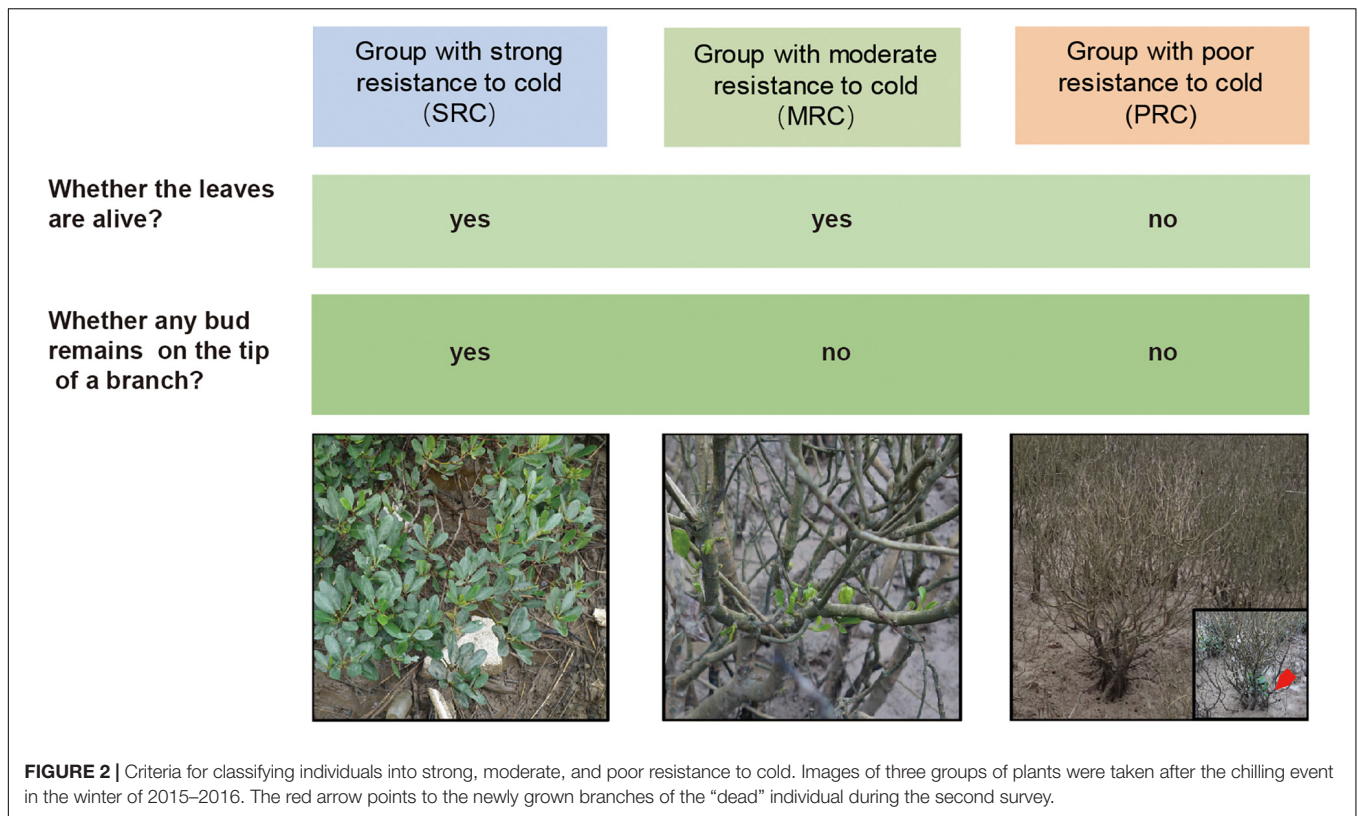 Group with strong
resistance to cold
(SRC)
Group with moderate
resistance to cold
(MRC)
Group with poor
resistance to cold
(PRC)
Whether the leaves
are alive?
yes
yes
no
Whether any bud
remains on the tip
of a branch?
yes
no
no
FIGURE 2 | Criteria for classifying individuals into strong, moderate, and poor resistance to cold. Images of three groups of plants were taken after the chilling event
in the winter of 2015–2016. The red arrow points to the newly grown branches of the “dead” individual during the second survey.